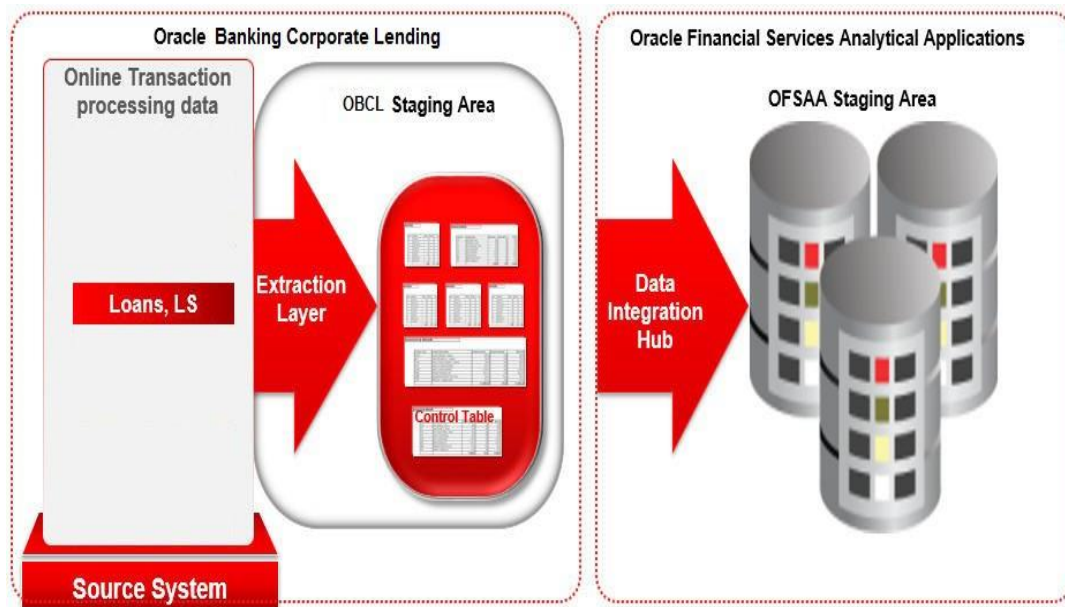 Oracle Banking Corporate Lending
Online Transaction
processing data
Loans, LS
Source System
Extraction
Layer
OBCL Staging Area
Control Table
Oracle Financial Services Analytical Applications
OFSAA Staging Area
Data
Integration
Hub